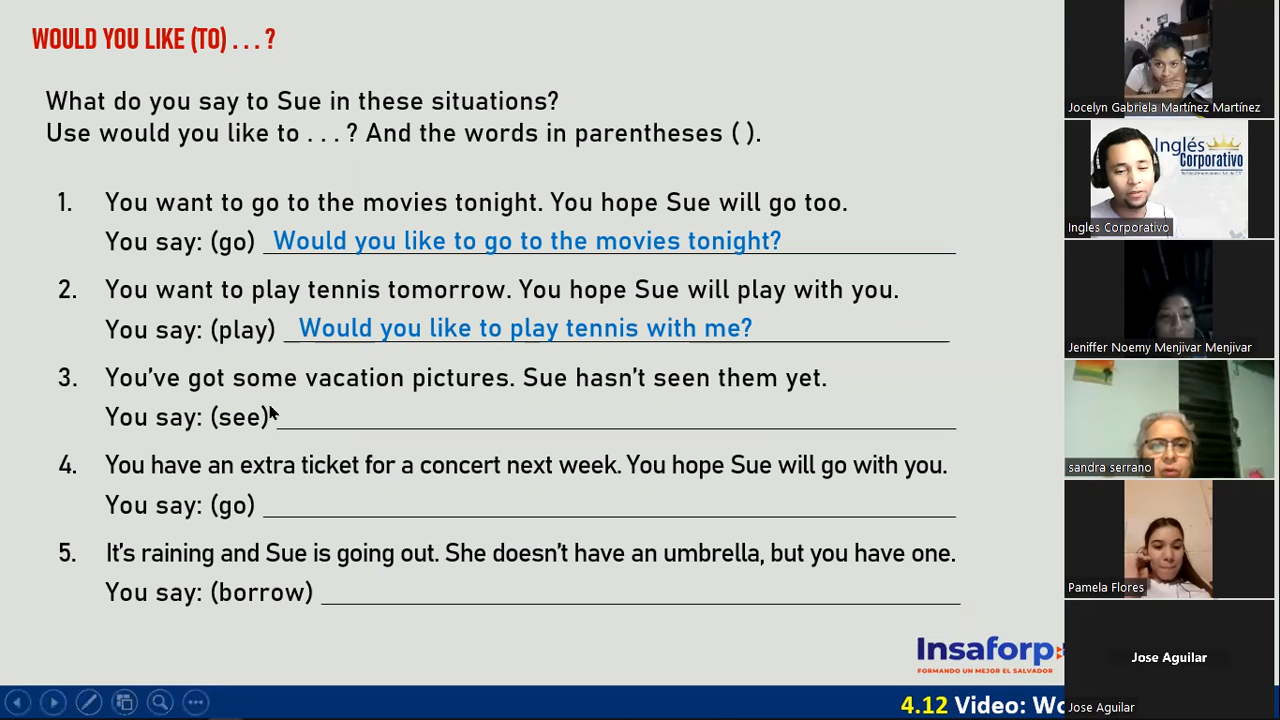 WOULD YOU LIKE (TO) . . . ?
What do you say to Sue in these situations?
Use would you like to . . . ? And the words in parentheses ( ).
1. You want to go to the movies tonight. You hope Sue will go too.
You say: (go) Would you like to go to the movies tonight?
2. You want to play tennis tomorrow. You hope Sue will play with you.
You say: (play) Would you like to play tennis with me?
3. You've got some vacation pictures. Sue hasn't seen them yet.
You say: (see)
4. You have an extra ticket for a concert next week. You hope Sue will go with you.
You say: (go)
5. It's raining and Sue is going out. She doesn't have an umbrella, but you have one.
You say: (borrow)
Insaforp
FORMANDO UN MEJOR EL SALVADOR
4.12 Video: Wo
Jocelyn Gabriela Martínez Martínez
Inglés
Corporativo
Ingles Corporativo
Jeniffer Noemy Menjivar Menjivar
sandra serrano
Pamela Flores
Jose Aguilar
Jose Aguilar